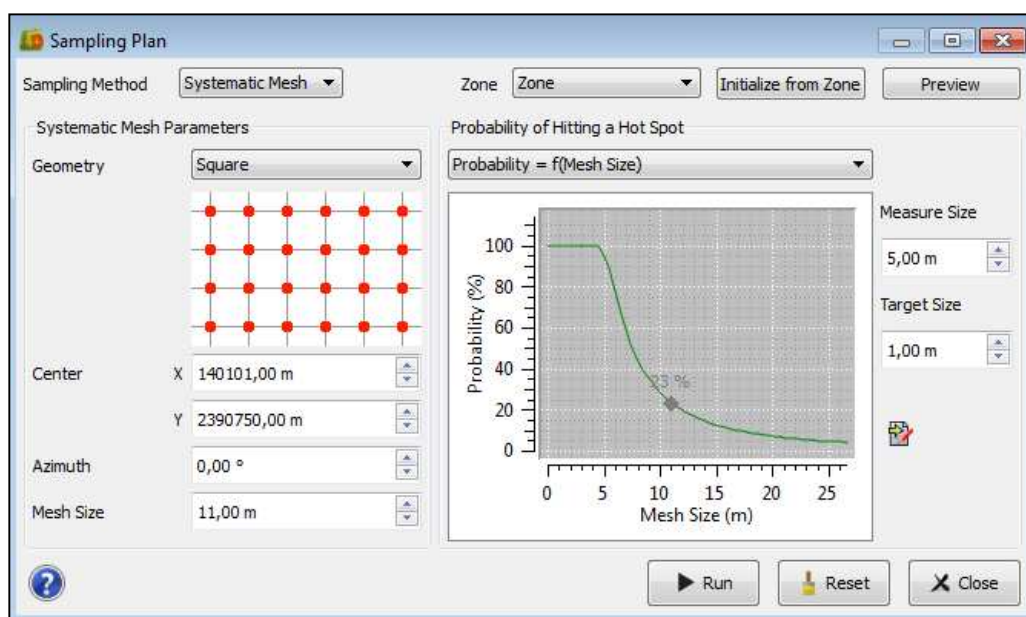 Sampling Plan
Sampling Method Systematic Mesh Zone Zone Initialize from Zone Preview
Systematic Mesh Parameters
Geometry Square
Center X 140101,00 m
Y 2390750,00 m
Azimuth 0,00 °
Mesh Size 11,00 m
Probability of Hitting a Hot Spot
Probability = f(Mesh Size)
Probability (%)
100
80
60
40
20
0
23 %
0 5 10 15 20 25
Mesh Size (m)
Measure Size
5,00 m
Target Size
1,00 m
? Run Reset Close